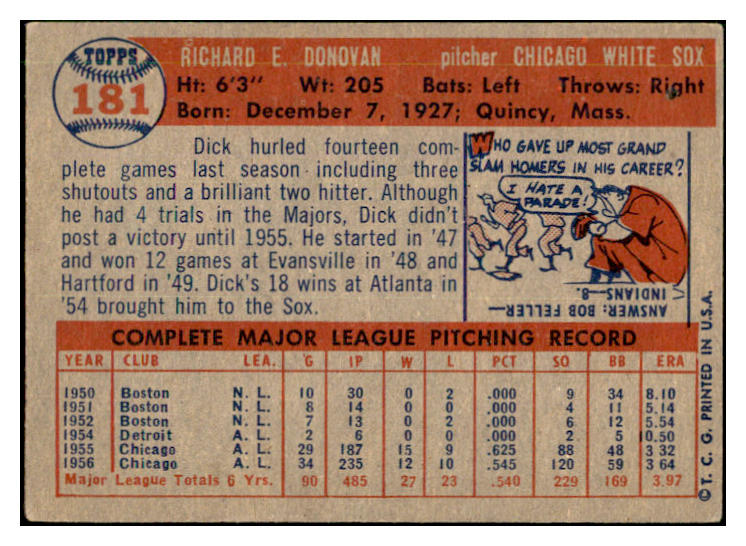 TOPPS
181
RICHARD E. DONOVAN pitcher CHICAGO WHITE SOX
Ht: 6'3" Wt: 205 Bats: Left Throws: Right
Born: December 7, 1927; Quincy, Mass.
Dick hurled fourteen com-
plete games last season including three
shutouts and a brilliant two hitter. Although
he had 4 trials in the Majors, Dick didn't
post a victory until 1955. He started in '47
and won 12 games at Evansville in '48 and
Hartford in '49. Dick's 18 wins at Atlanta in
'54 brought him to the Sox.
WHO GAVE UP MOST GRAND
SLAM HOMERS IN HIS CAREER?
I HATE A
PARADE!
ANSWER: BOB FELLER—
INDIANS—8.
COMPLETE MAJOR LEAGUE PITCHING RECORD
YEAR CLUB LEA. G IP W L PCT SO BB ERA
1950 Boston N. L. 10 30 0 2 .000 9 34 8.10
1951 Boston N. L. 8 14 0 0 .000 4 11 5.14
1952 Boston N. L. 7 13 0 2 .000 6 12 5.54
1954 Detroit A. L. 2 6 0 0 .000 2 5 10.50
1955 Chicago A. L. 29 187 15 9 .625 88 48 3 32
1956 Chicago A. L. 34 235 12 10 .545 120 59 3 64
Major League Totals 6 Yrs. 90 485 27 23 .540 229 169 3.97
© T. C. G. PRINTED IN U.S.A.